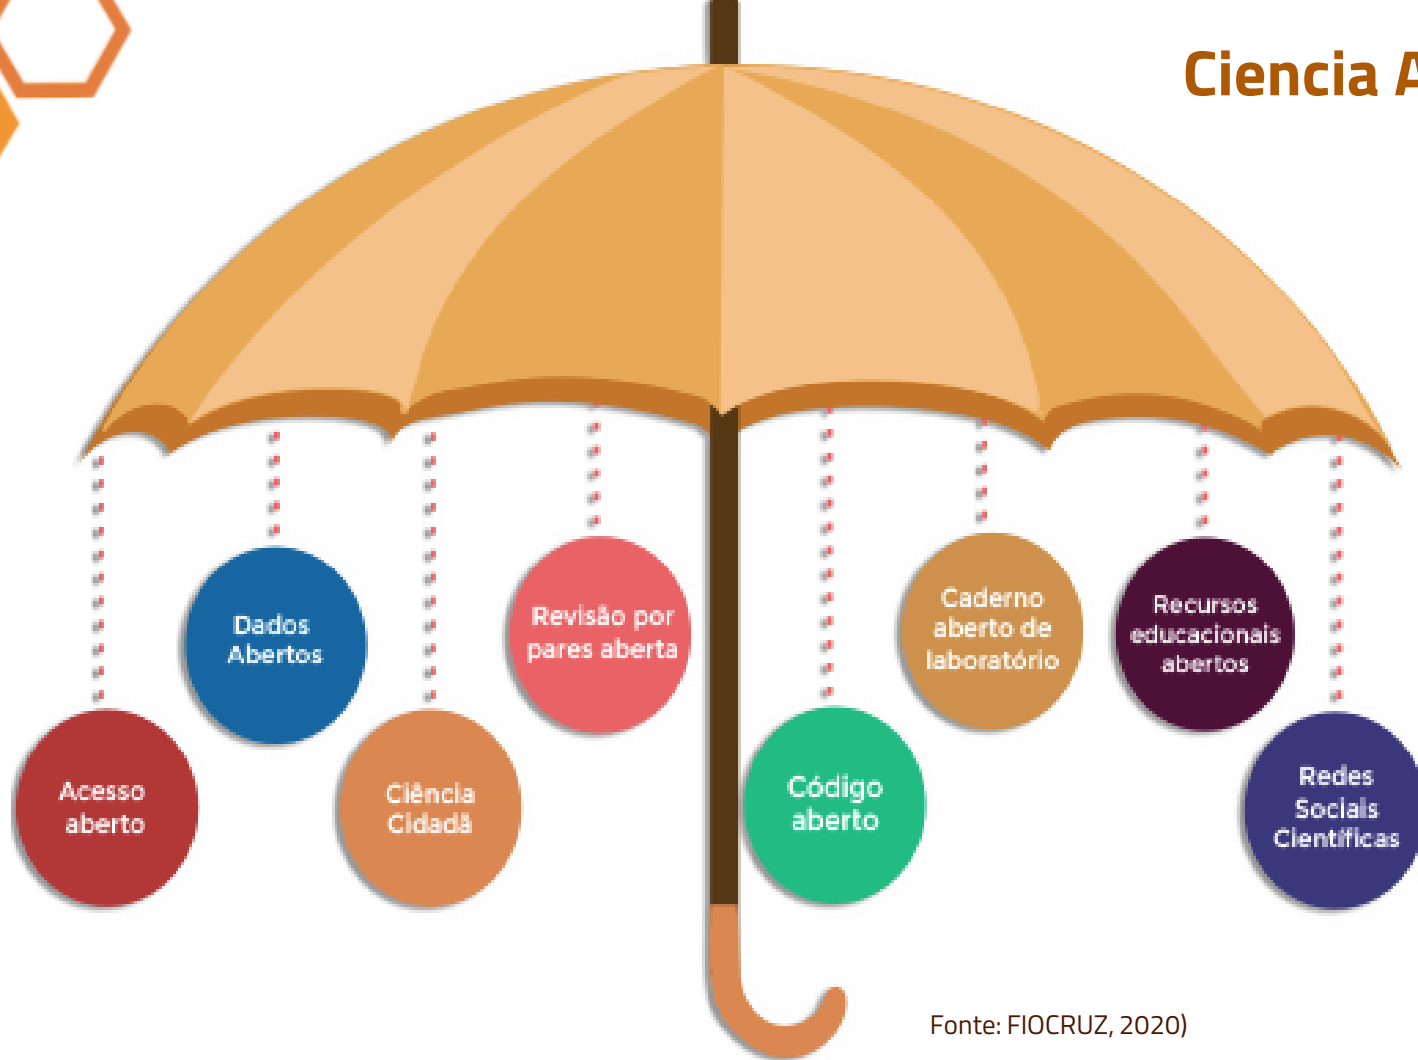 Ciencia A
Dados
Abertos
Revisão por
pares aberta
Caderno
aberto de
laboratório
Recursos
educacionais
abertos
Acesso
aberto
Ciência
Cidadã
Código
aberto
Redes
Sociais
Científicas
Fonte: FIOCRUZ, 2020)